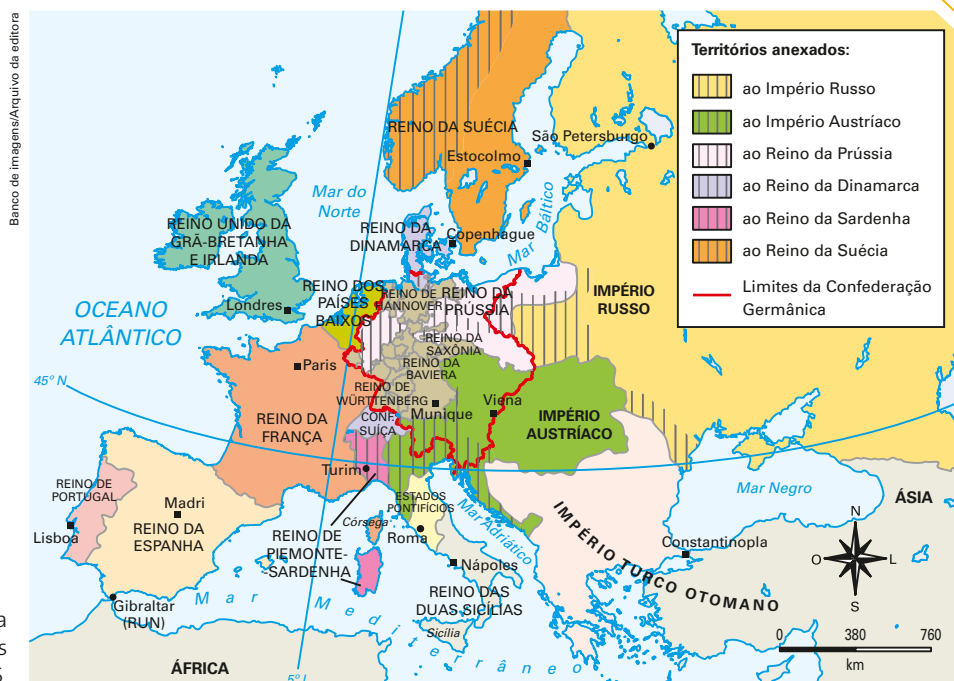 Banco de imagens/Arquivo da editora
Territórios anexados:
ao Império Russo
ao Império Austríaco
ao Reino da Prússia
ao Reino da Dinamarca
ao Reino da Sardenha
ao Reino da Suécia
Limites da Confederação
Germânica
REINO DA SUÉCIA
São Petersburgo
Estocolmo
Mar do
Norte
Mar Báltico
REINO DA
DINAMARCA
Copenhague
REINO UNIDO DA
GRÃ-BRETANHA
E IRLANDA
Londres
OCEANO
ATLÂNTICO
REINO DOS
PAÍSES
BAIXOS
REINO DE
HANNOVER
REINO DA
PRÚSSIA
IMPÉRIO
RUSSO
REINO DA
SAXÔNIA
REINO DA
BAVIERA
REINO DE
WÜRTTENBERG
Munique
Viena
Paris
45º N
REINO DA
FRANÇA
CONF.
SUÍÇA
IMPÉRIO
AUSTRÍACO
Turim
REINO DE
PORTUGAL
Lisboa
Madri
REINO DA
ESPANHA
Córsega
ESTADOS
PONTIFÍCIOS
Roma
Mar Adriático
REINO DE
PIEMONTE-
-SARDENHA
Nápoles
REINO DAS
DUAS SICÍLIAS
Sicília
Mar Negro
ÁSIA
Constantinopla
IMPÉRIO TURCO OTOMANO
Gibraltar
(RUN)
Mar Mediterrâneo
ÁFRICA
5º L
N
O
L
S
0 380 760
km
a
s